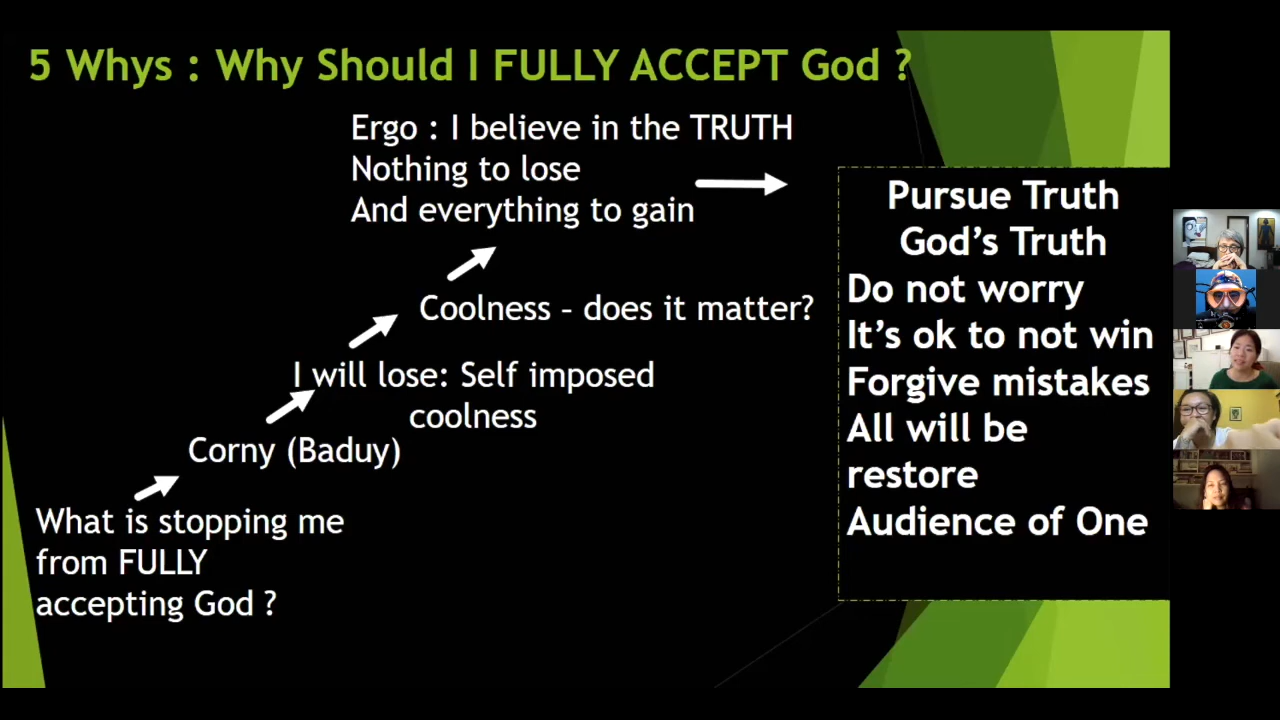 5 Whys : Why Should I FULLY ACCEPT God ?
Ergo : I believe in the TRUTH
Nothing to lose
And everything to gain
Coolness – does it matter?
I will lose: Self imposed
coolness
Corny (Baduy)
What is stopping me
from FULLY
accepting God ?
Pursue Truth
God's Truth
Do not worry
It's ok to not win
Forgive mistakes
All will be
restore
Audience of One